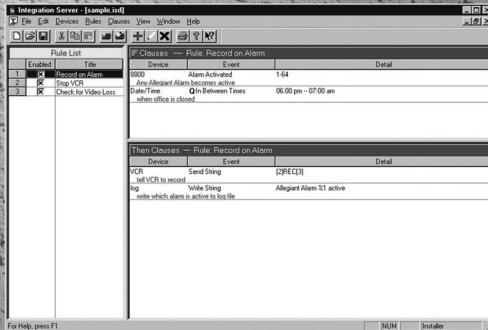 Integration Server - [sample.isd]
File Edit Devices Rules Clauses View Window Help
Rule List
Enabled Title
1 Record on Alarm
2 Stop VCR
3 Check for Video Loss
IF Clauses — Rule: Record on Alarm
Device Event Detail
8800 Alarm Activated 1-64
Any Allegiant Alarm becomes active
Date/Time In Between Times 06:00 pm -- 07:00 am
when office is closed
Then Clauses — Rule: Record on Alarm
Device Event Detail
VCR Send String [2]REC[3]
tell VCR to record
log Write String Allegiant Alarm %1 active
write which alarm is active to log file
For Help, press F1
NUM Installer